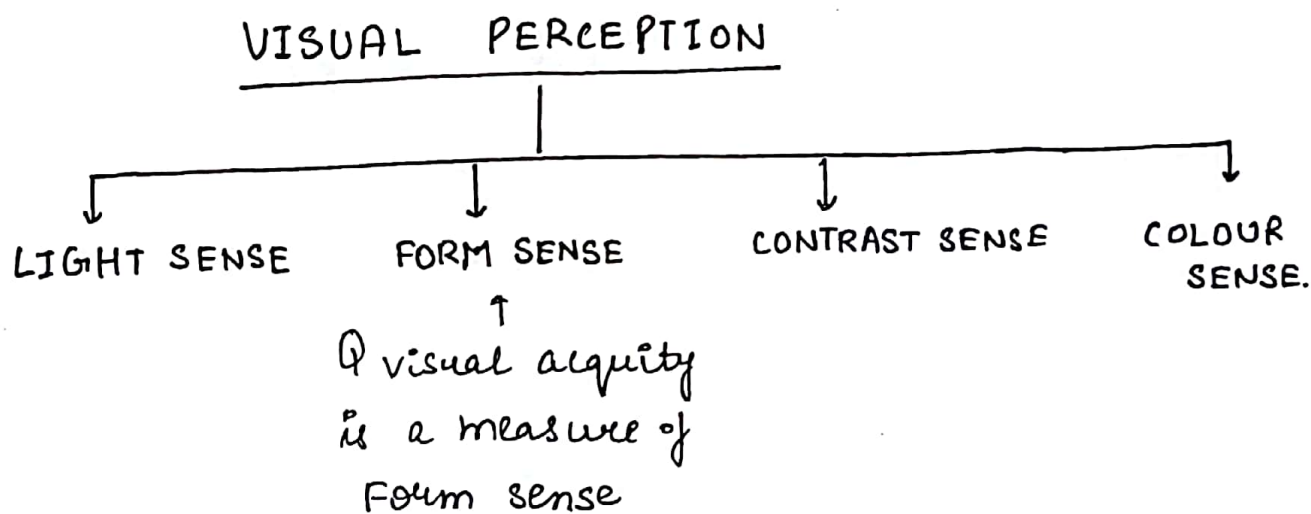 VISUAL PERCEPTION
LIGHT SENSE
FORM SENSE
CONTRAST SENSE
COLOUR
SENSE.
Q visual acquity
is a measure of
Form sense